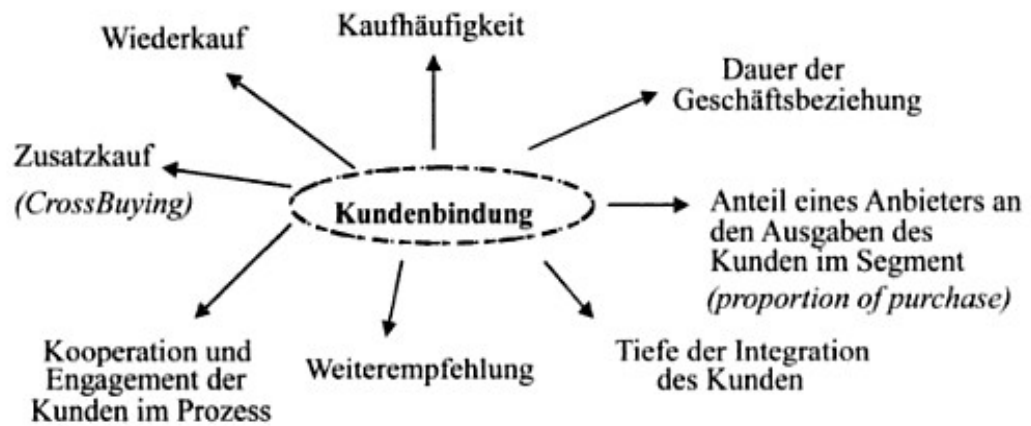 Wiederkauf
Kaufhäufigkeit
Dauer der
Geschäftsbeziehung
Zusatzkauf
(CrossBuying)
Kundenbindung
Anteil eines Anbieters an
den Ausgaben des
Kunden im Segment
(proportion of purchase)
Kooperation und
Engagement der
Kunden im Prozess
Weiterempfehlung
Tiefe der Integration
des Kunden